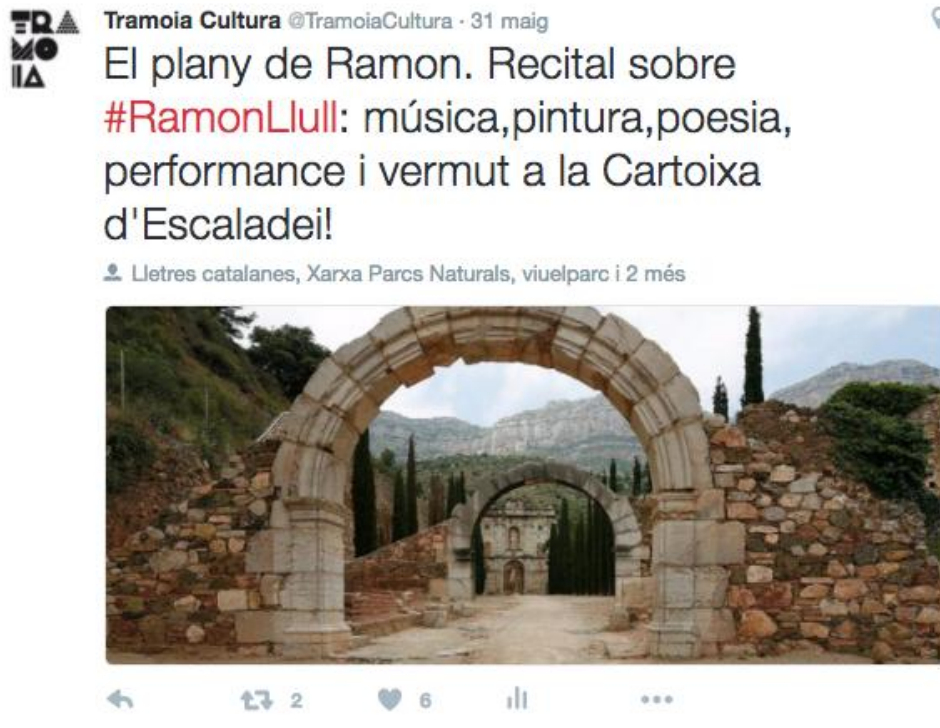 TRA
MO
IA
Tramoia Cultura @TramoiaCultura · 31 maig
El plany de Ramon. Recital sobre
#RamonLlull: música,pintura,poesia,
performance i vermut a la Cartoixa
d'Escaladei!
Lletres catalanes, Xarxa Parcs Naturals, viuelparc i 2 més
2
6